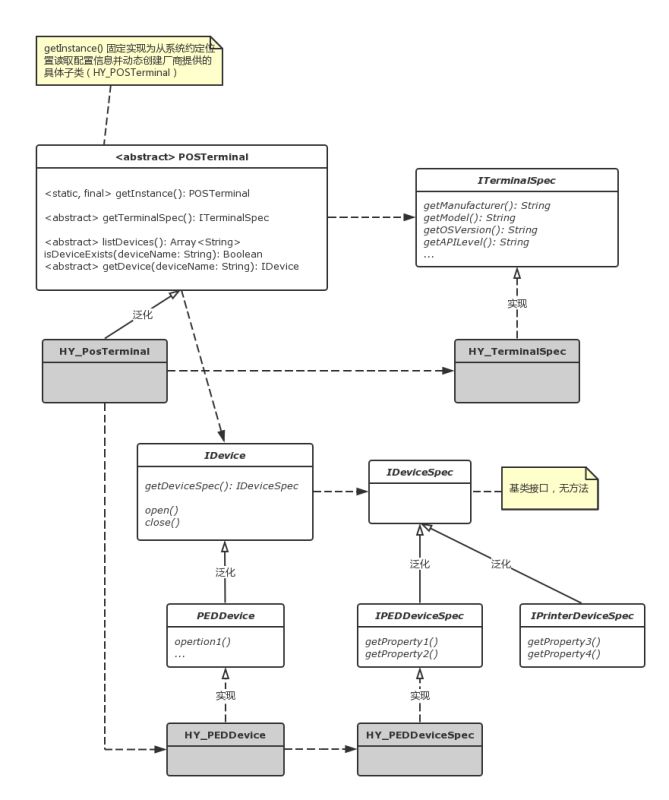 getInstance() 固定实现为从系统约定位
置读取配置信息并动态创建厂商提供的
具体子类（HY_POSTerminal）
<abstract> POSTerminal
<static, final> getInstance(): POSTerminal
<abstract> getTerminalSpec(): ITerminalSpec
<abstract> listDevices(): Array<String>
isDeviceExists(deviceName: String): Boolean
<abstract> getDevice(deviceName: String): IDevice
ITerminalSpec
getManufacturer(): String
getModel(): String
getOSVersion(): String
getAPILevel(): String
...
泛化
实现
HY_PosTerminal
HY_TerminalSpec
IDevice
getDeviceSpec(): IDeviceSpec
open()
close()
IDeviceSpec
基类接口，无方法
泛化
泛化
泛化
PEDDevice
opertion1()
...
IPEDDeviceSpec
getProperty1()
getProperty2()
IPrinterDeviceSpec
getProperty3()
getProperty4()
实现
实现
HY_PEDDevice
HY_PEDDeviceSpec